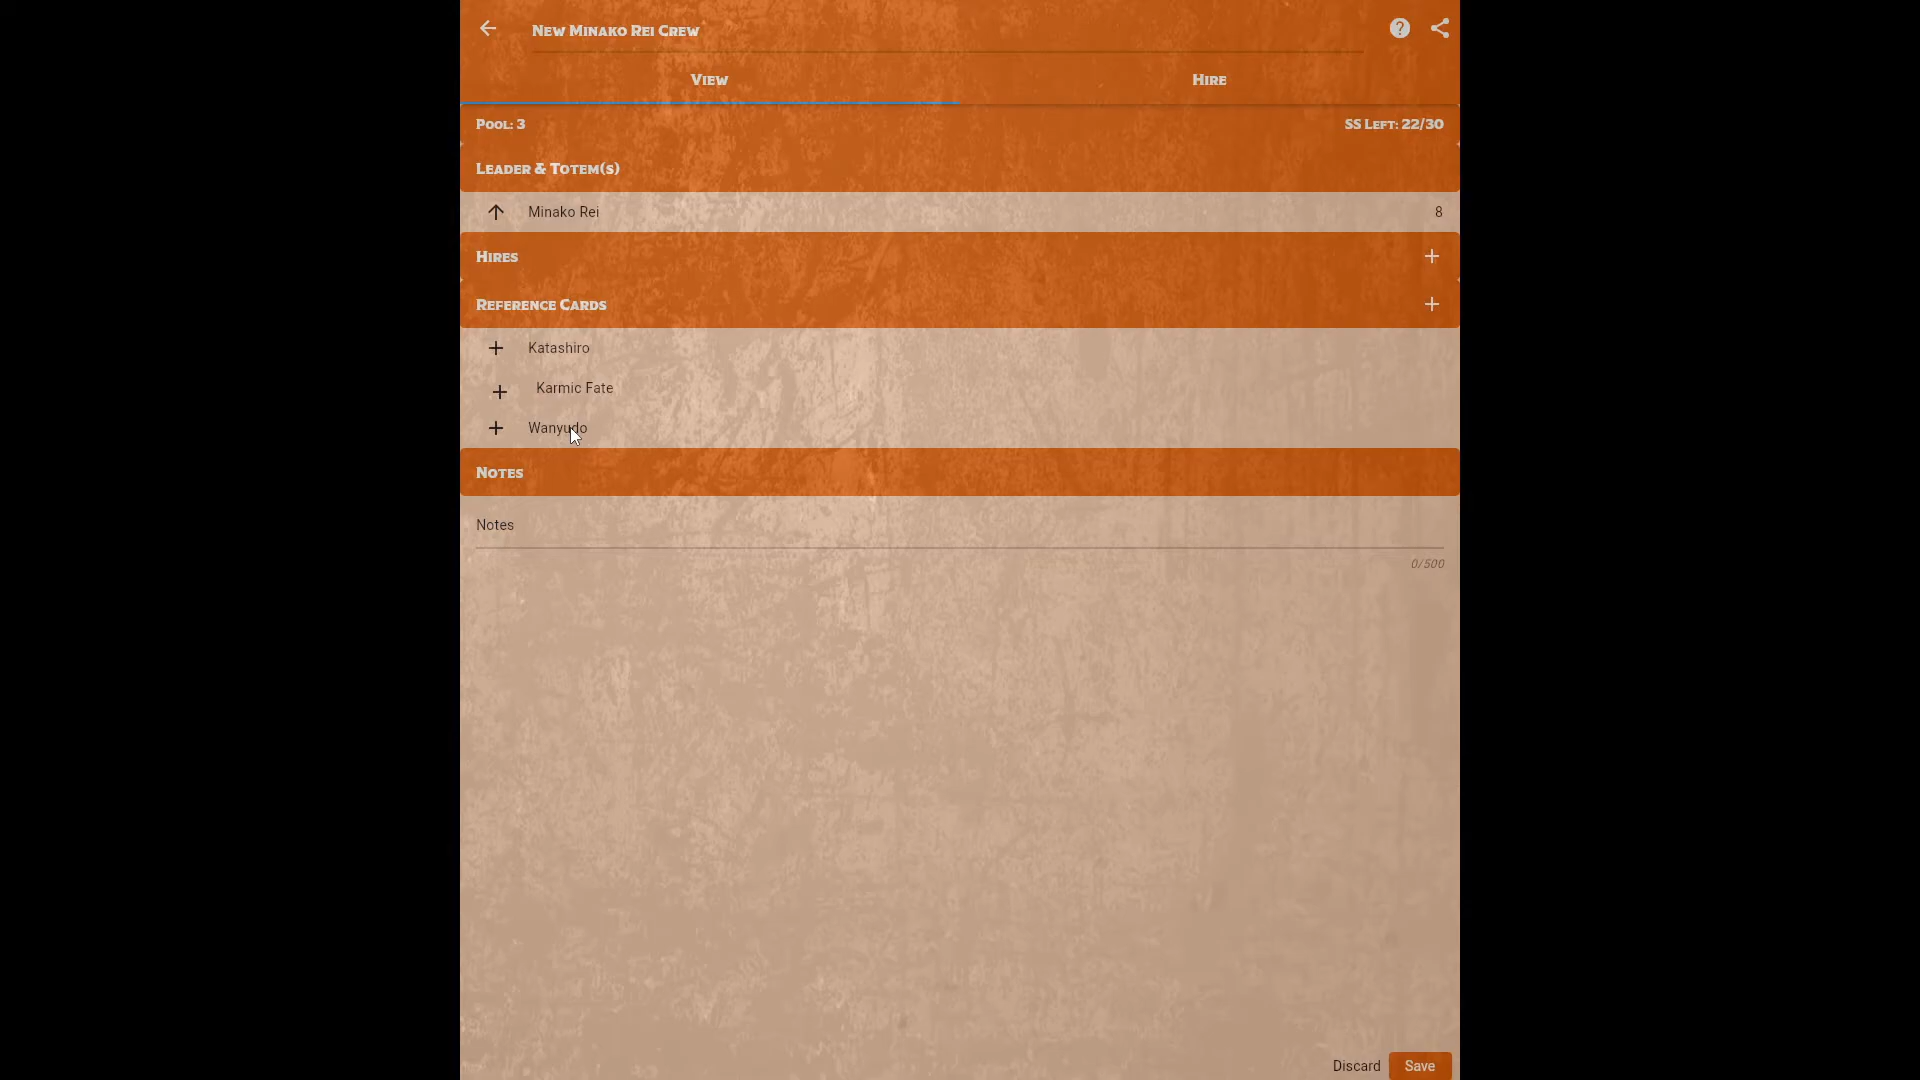 New Minako Rei Crew
View Hire
Pool: 3 SS Left: 22/30
Leader & Totem(s)
Minako Rei 8
Hires
Reference Cards
Katashiro
Karmic Fate
Wanyudo
Notes
Notes
0/500
Discard Save